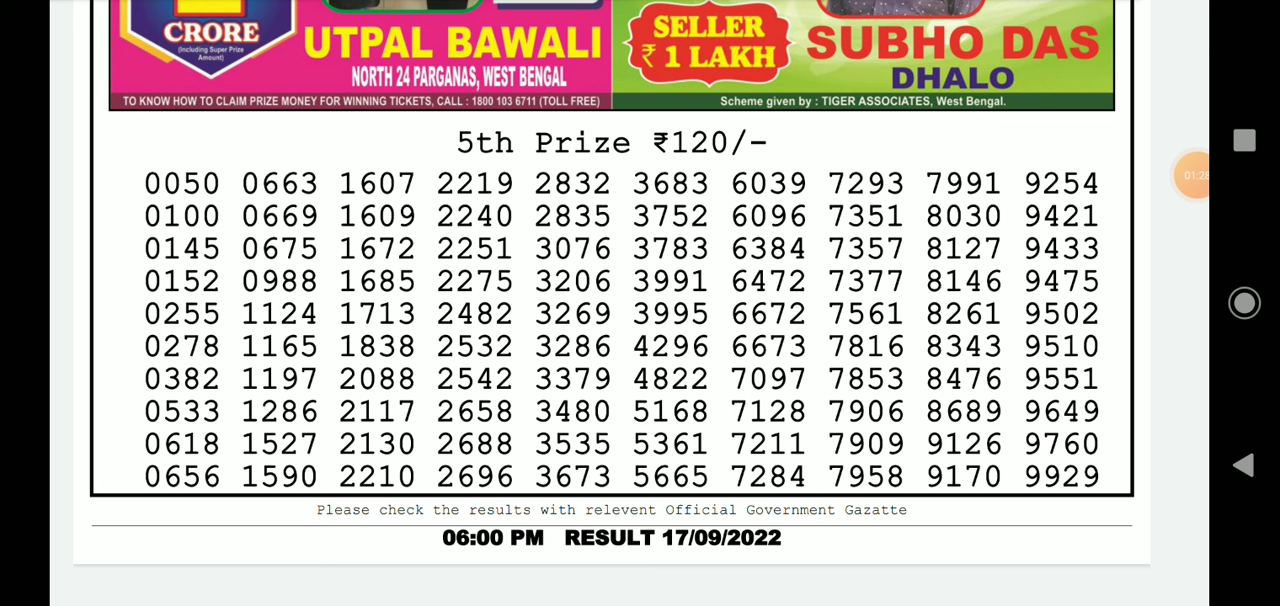 CRORE
(Including Super Prize
Amount)
UTPAL BAWALI
NORTH 24 PARGANAS, WEST BENGAL
SELLER
₹ 1 LAKH
SUBHO DAS
DHALO
TO KNOW HOW TO CLAIM PRIZE MONEY FOR WINNING TICKETS, CALL : 1800 103 6711 (TOLL FREE)
Scheme given by : TIGER ASSOCIATES, West Bengal.
5th Prize ₹120/-
0050 0663 1607 2219 2832 3683 6039 7293 7991 9254
0100 0669 1609 2240 2835 3752 6096 7351 8030 9421
0145 0675 1672 2251 3076 3783 6384 7357 8127 9433
0152 0988 1685 2275 3206 3991 6472 7377 8146 9475
0255 1124 1713 2482 3269 3995 6672 7561 8261 9502
0278 1165 1838 2532 3286 4296 6673 7816 8343 9510
0382 1197 2088 2542 3379 4822 7097 7853 8476 9551
0533 1286 2117 2658 3480 5168 7128 7906 8689 9649
0618 1527 2130 2688 3535 5361 7211 7909 9126 9760
0656 1590 2210 2696 3673 5665 7284 7958 9170 9929
Please check the results with relevent Official Government Gazatte
06:00 PM RESULT 17/09/2022
01:28